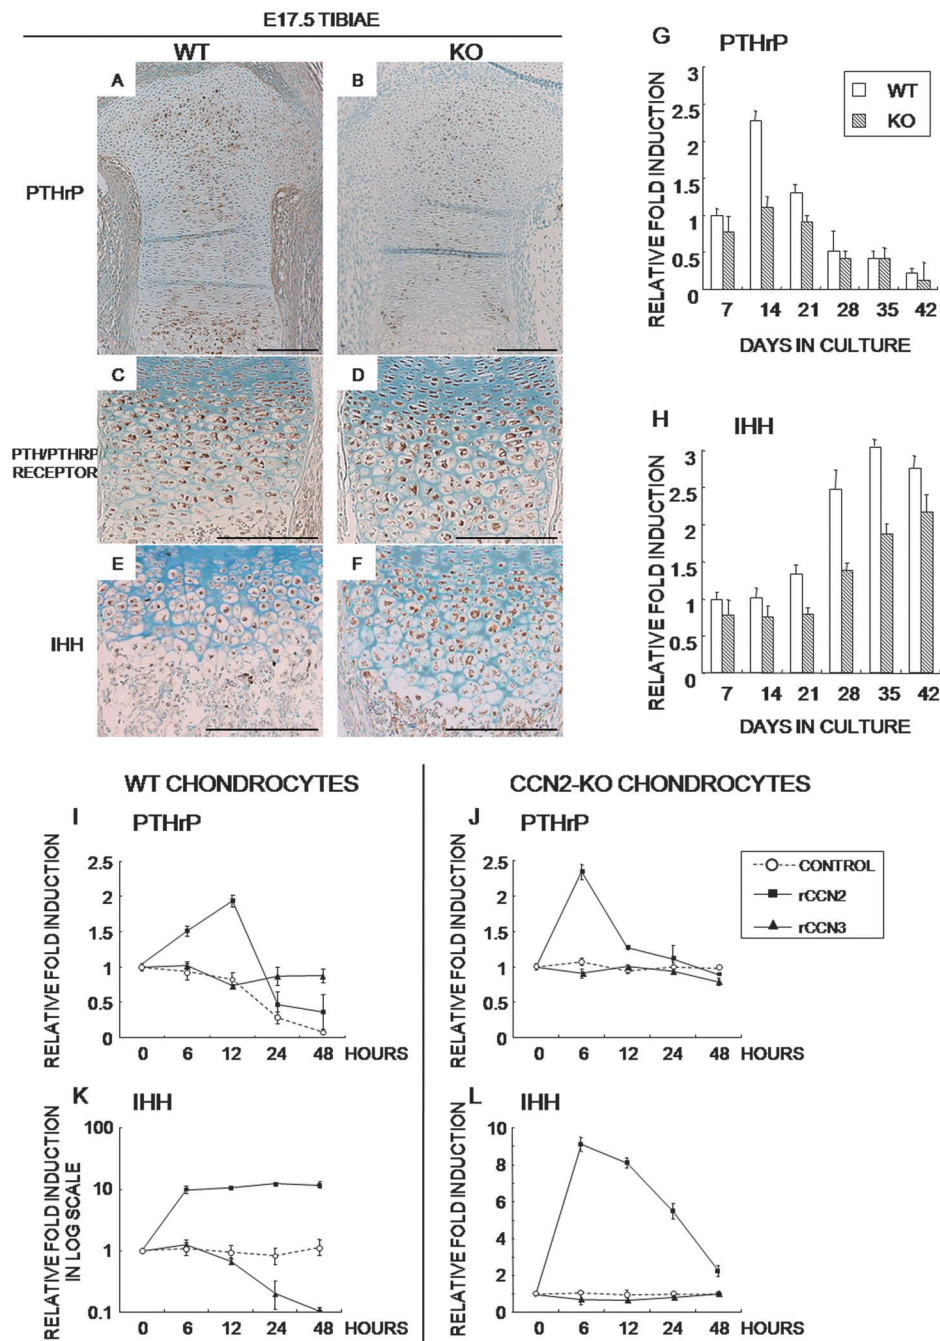 E17.5 TIBIAE
WT
KO
A
B
PTHrP
C
D
PTH/PTHRP
RECEPTOR
E
F
IHH
G
PTHrP
RELATIVE FOLD INDUCTION
3
2.5
1.5
1
0.5
0
WT
KO
7 14 21 28 35 42
DAYS IN CULTURE
H
IHH
RELATIVE FOLD INDUCTION
3
2.5
2
1.5
1
0.5
7 14 21 28 35 42
DAYS IN CULTURE
WT CHONDROCYTES
I
PTHrP
RELATIVE FOLD INDUCTION
2.5
2
1.5
1
0.5
0
0 6 12 24 48 HOURS
CCN2-KO CHONDROCYTES
J
PTHrP
RELATIVE FOLD INDUCTION
2.5
2
1.5
1
0.5
0
0 6 12 24 48 HOURS
CONTROL
rCCN2
rCCN3
K
IHH
RELATIVE FOLD INDUCTION
IN LOG SCALE
100
10
1
0.1
0 6 12 24 48 HOURS
L
IHH
RELATIVE FOLD INDUCTION
10
8
6
4
2
0
0 6 12 24 48 HOURS